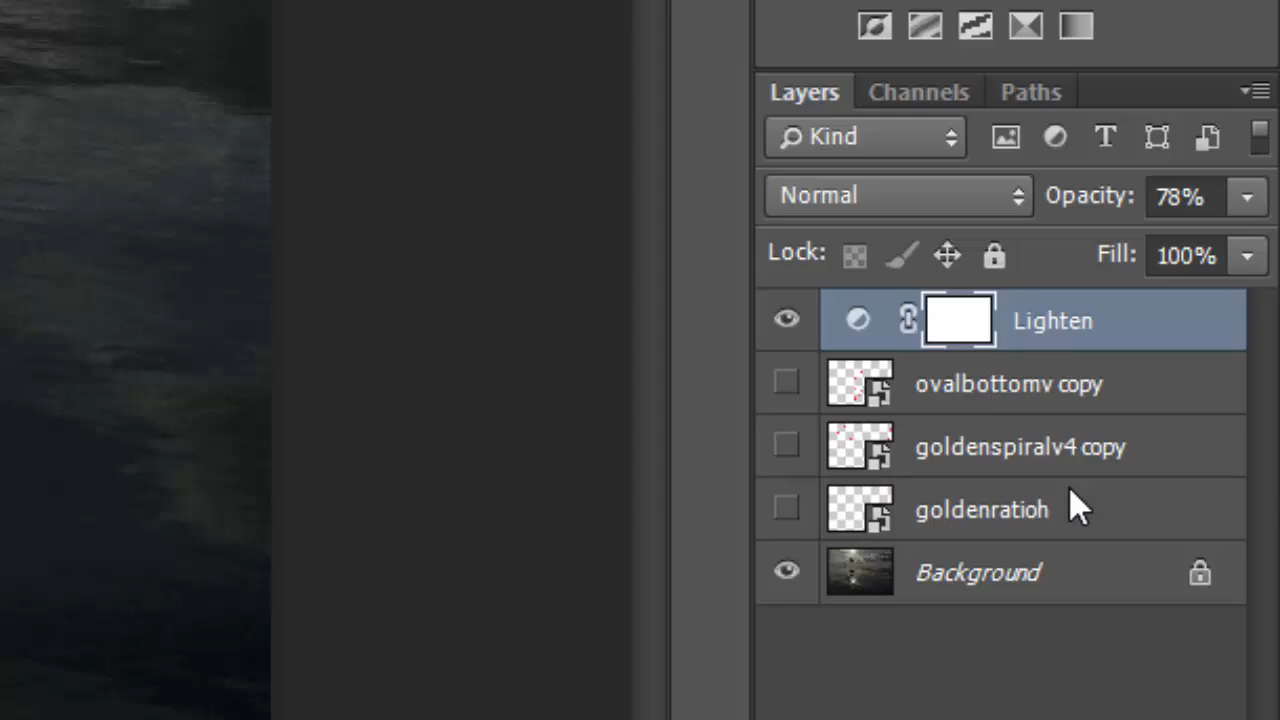 Layers Channels Paths
Kind
Normal Opacity: 78%
Lock: Fill: 100%
Lighten
ovalbottomv copy
goldenspiralv4 copy
goldenratioh
Background